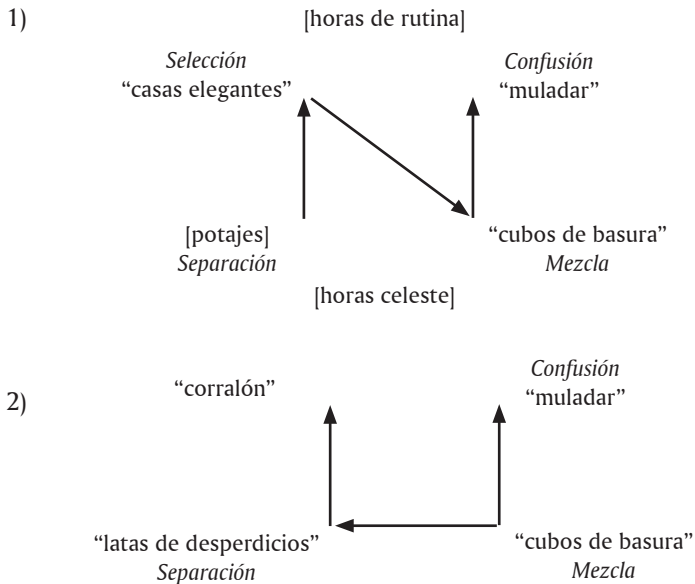 1)
[horas de rutina]
Selección
Confusión
“casas elegantes”
“muladar”
[potajes]
“cubos de basura”
Separación
Mezcla
[horas celeste]
2)
“corralón”
Confusión
“muladar”
“latas de desperdicios”
“cubos de basura”
Separación
Mezcla